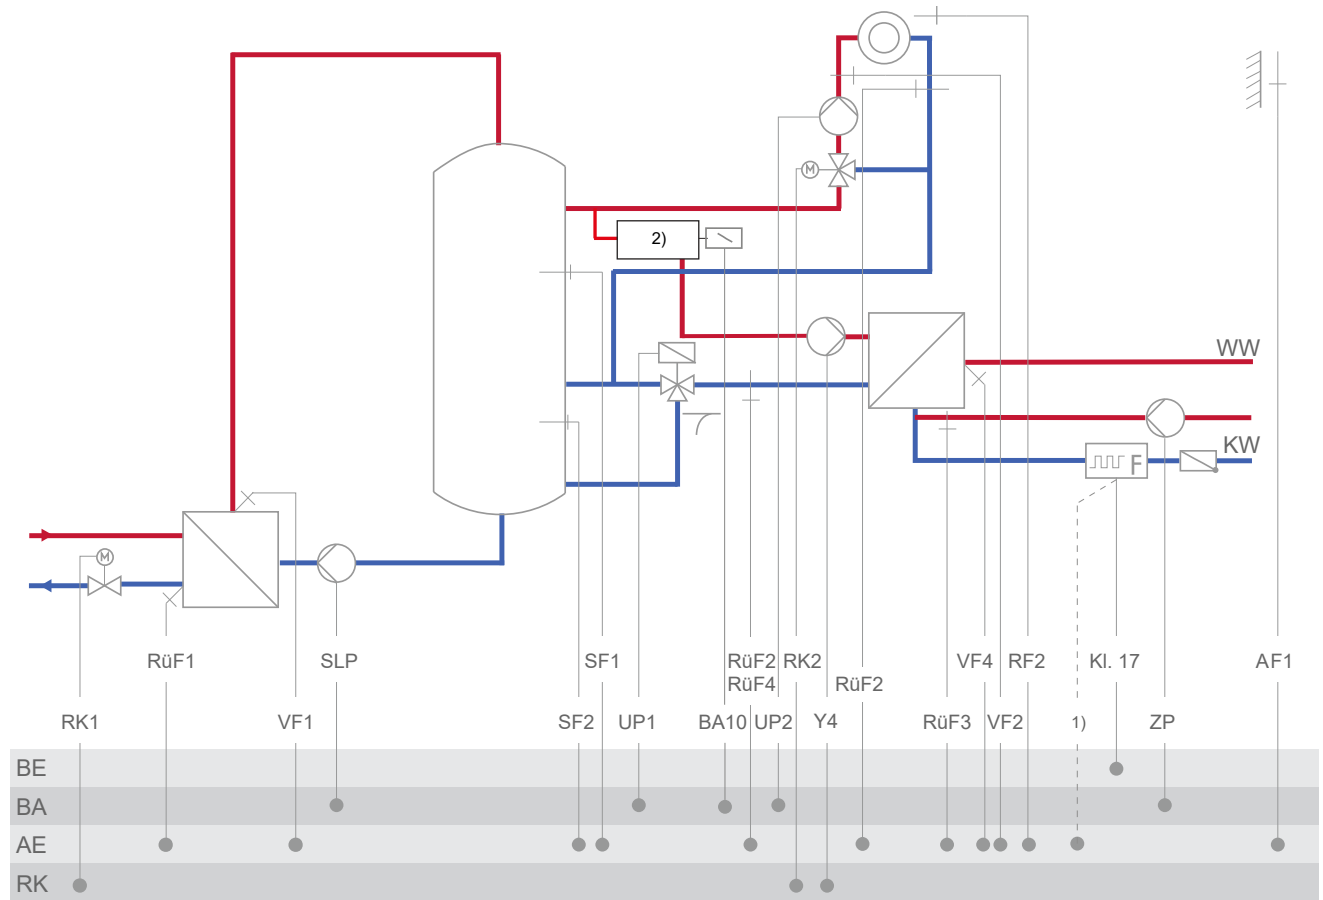 M
2)
WW
KW
F
M
RüF1
SLP
SF1
RüF2
RK2
VF4
RF2
Kl. 17
AF1
RüF4
RüF2
RK1
VF1
SF2
UP1
BA10
UP2
Y4
RüF3
VF2
1)
ZP
BE
BA
AE
RK